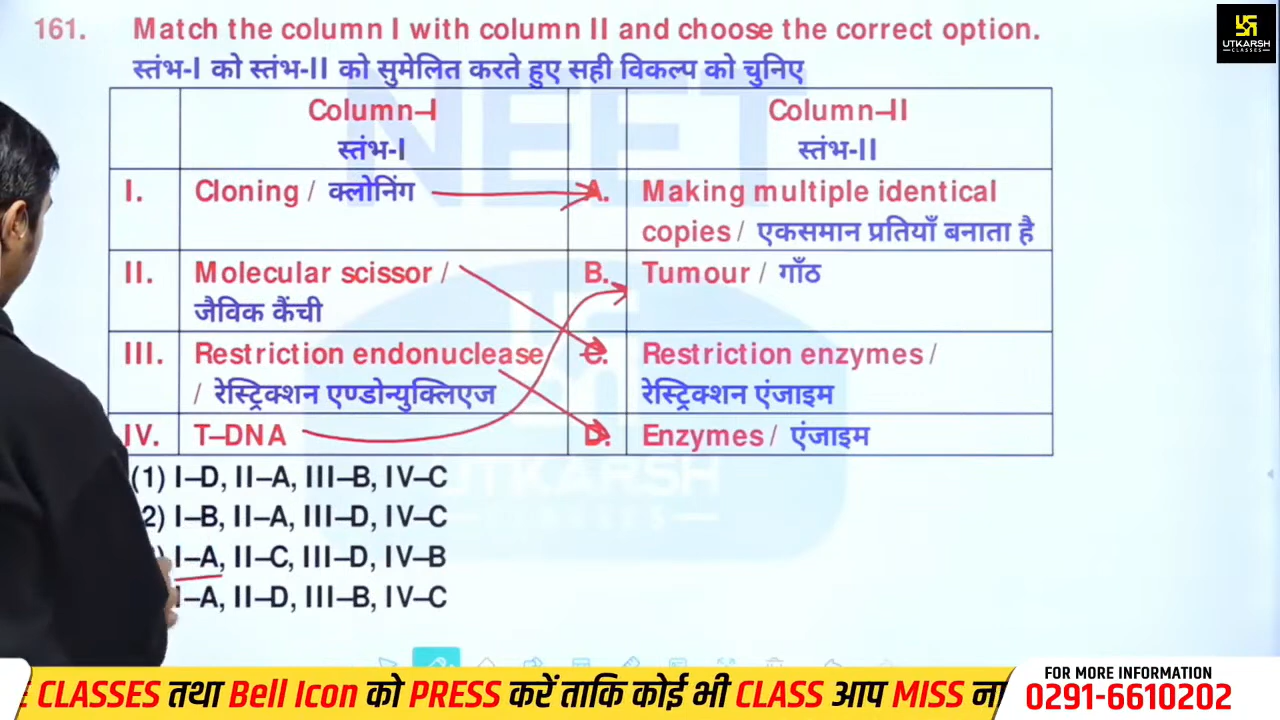 161. Match the column I with column II and choose the correct option.
स्तंभ-I को स्तंभ-II को सुमेलित करते हुए सही विकल्प को चुनिए
UTKARSH
CLASSES
NEET
Column–I Column–II
स्तंभ-I स्तंभ-II
I. Cloning / क्लोनिंग A. Making multiple identical
copies / एकसमान प्रतियाँ बनाता है
II. Molecular scissor / B. Tumour / गाँठ
जैविक कैंची
III. Restriction endonuclease C. Restriction enzymes /
/ रेस्ट्रिक्शन एण्डोन्युक्लिएज रेस्ट्रिक्शन एंजाइम
IV. T–DNA D. Enzymes / एंजाइम
(1) I–D, II–A, III–B, IV–C
UTKARSH
CLASSES
2) I–B, II–A, III–D, IV–C
) I–A, II–C, III–D, IV–B
I–A, II–D, III–B, IV–C
CLASSES तथा Bell Icon को PRESS करें ताकि कोई भी CLASS आप MISS ना
FOR MORE INFORMATION
0291-6610202